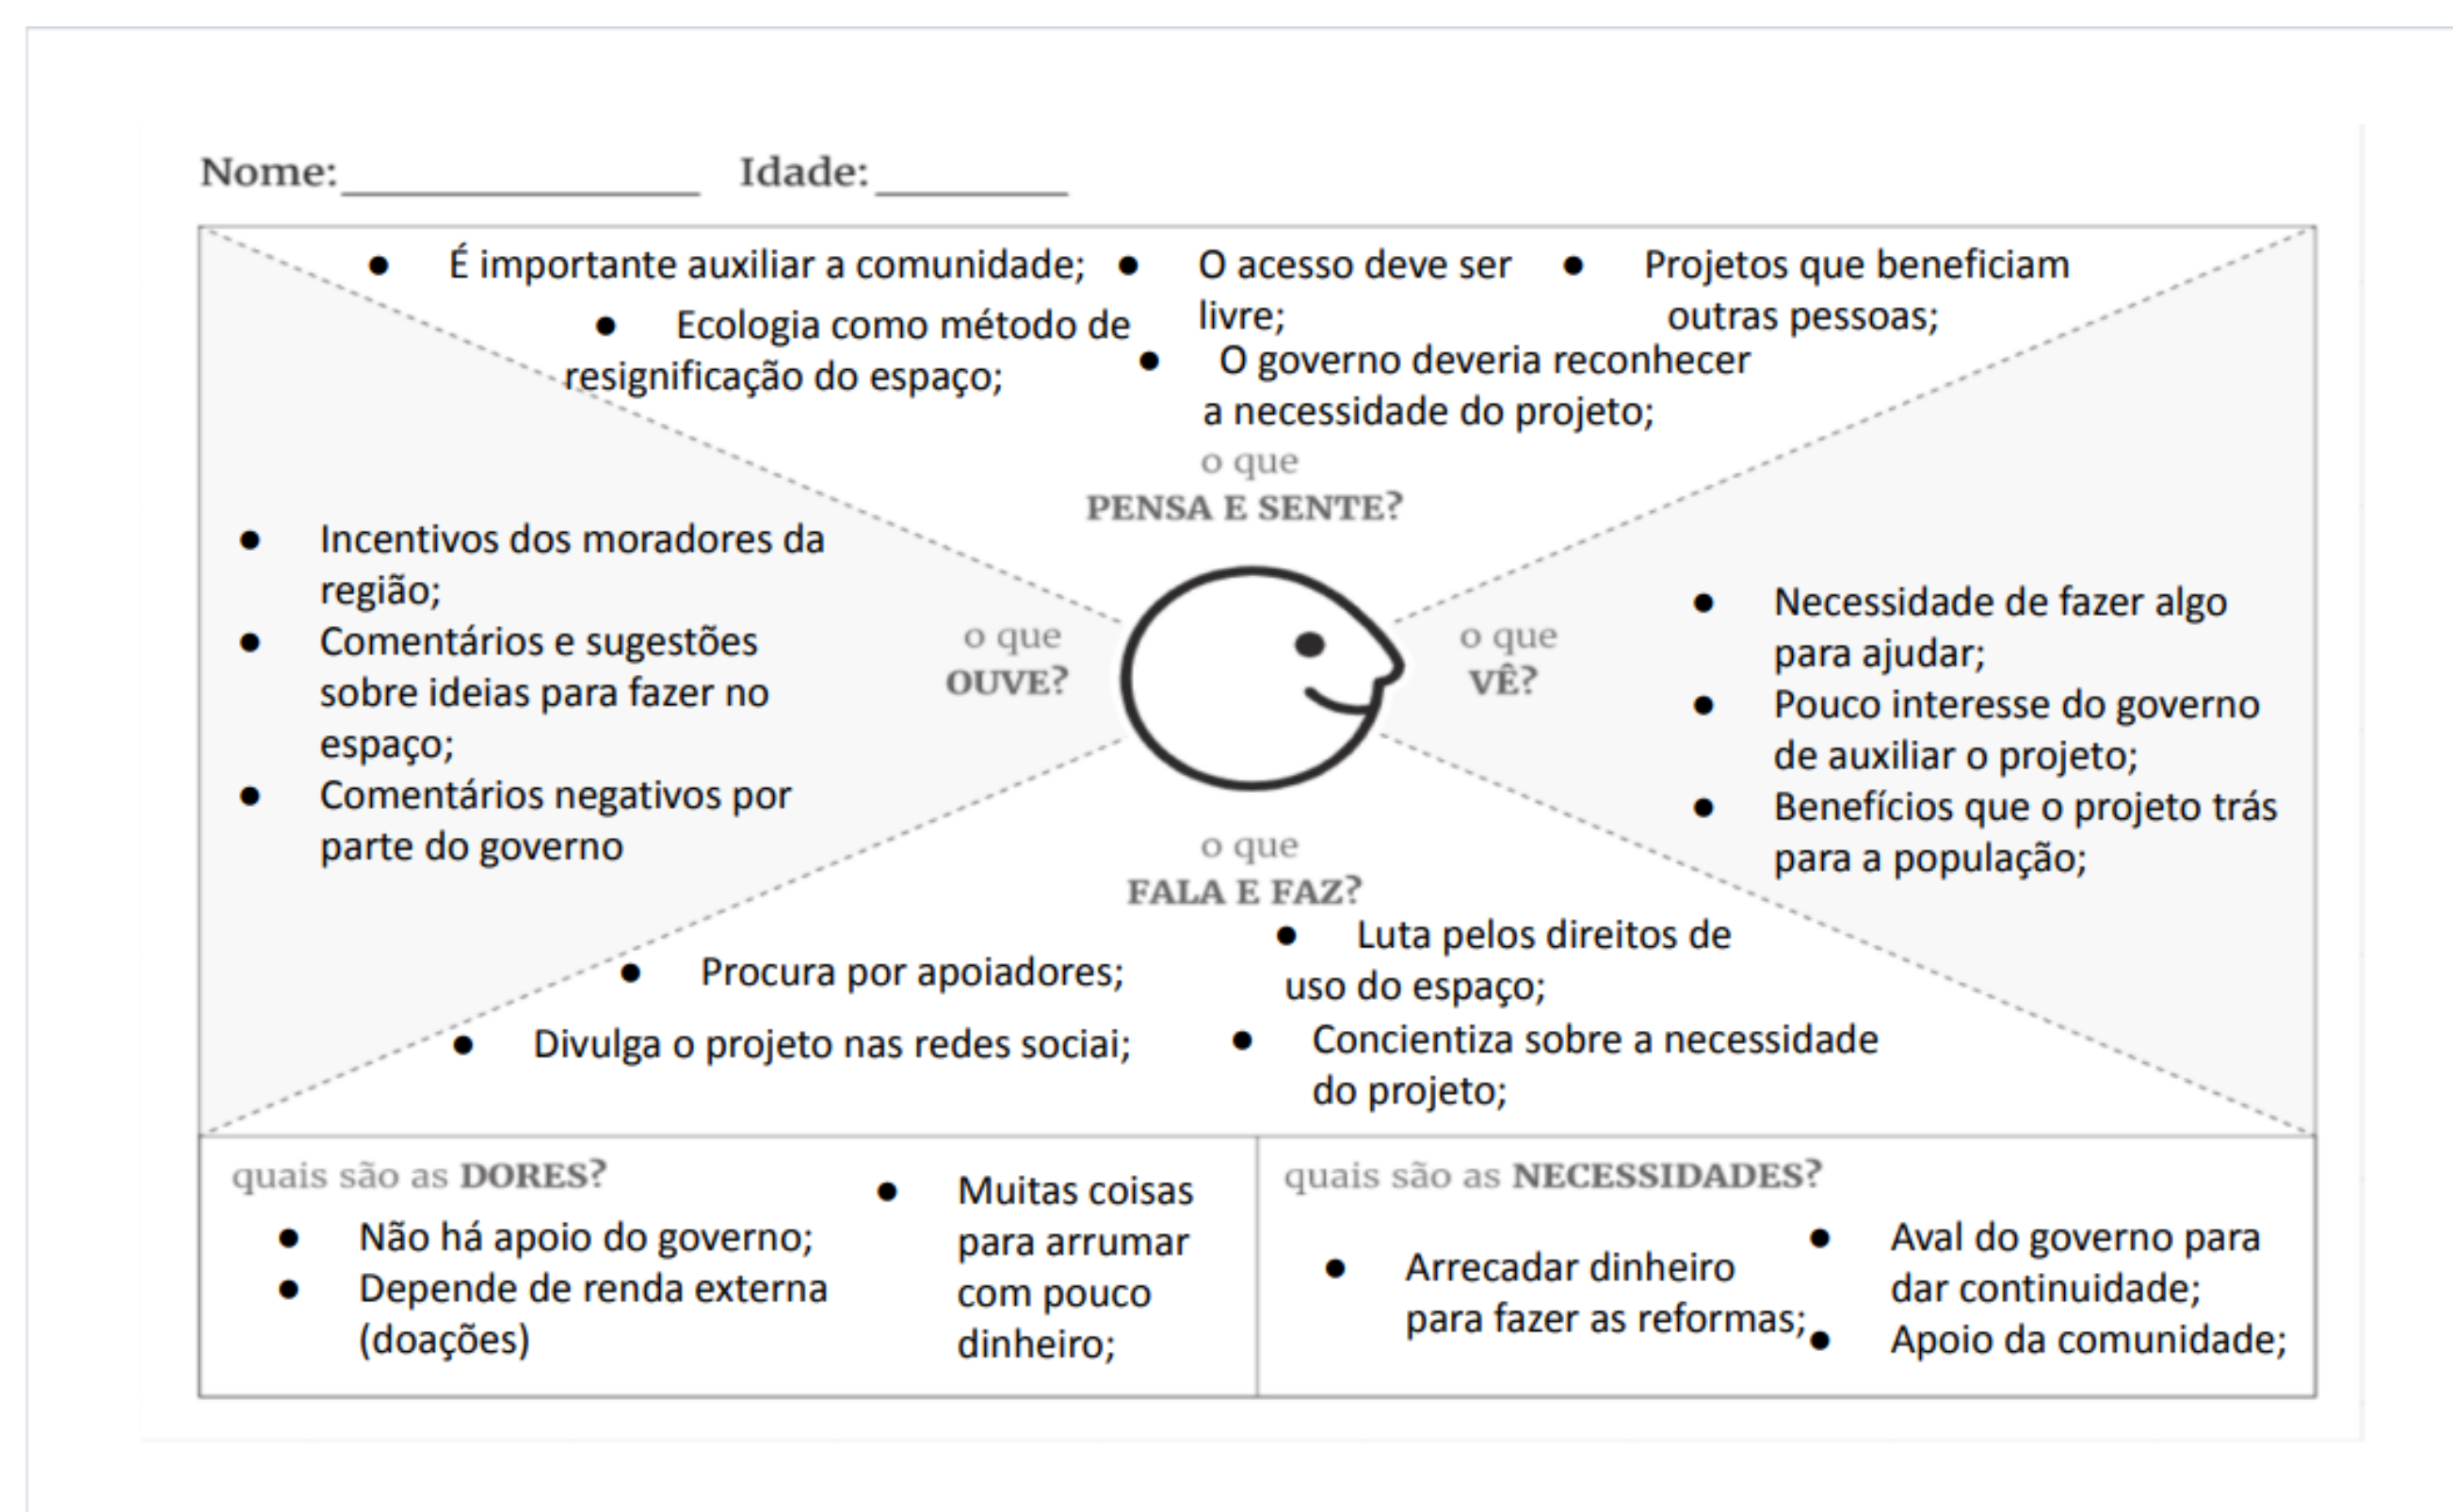 Nome:______________ Idade:________
● É importante auxiliar a comunidade;
● Ecologia como método de
resignificação do espaço;
● O acesso deve ser
livre;
● Projetos que beneficiam
outras pessoas;
● O governo deveria reconhecer
a necessidade do projeto;
o que
PENSA E SENTE?
● Incentivos dos moradores da
região;
● Comentários e sugestões
sobre ideias para fazer no
espaço;
● Comentários negativos por
parte do governo
o que
OUVE?
o que
VÊ?
● Necessidade de fazer algo
para ajudar;
● Pouco interesse do governo
de auxiliar o projeto;
● Benefícios que o projeto trás
para a população;
o que
FALA E FAZ?
● Procura por apoiadores;
● Divulga o projeto nas redes sociai;
● Luta pelos direitos de
uso do espaço;
● Concientiza sobre a necessidade
do projeto;
quais são as DORES?
● Não há apoio do governo;
● Depende de renda externa
(doações)
● Muitas coisas
para arrumar
com pouco
dinheiro;
quais são as NECESSIDADES?
● Arrecadar dinheiro
para fazer as reformas;
● Aval do governo para
dar continuidade;
● Apoio da comunidade;